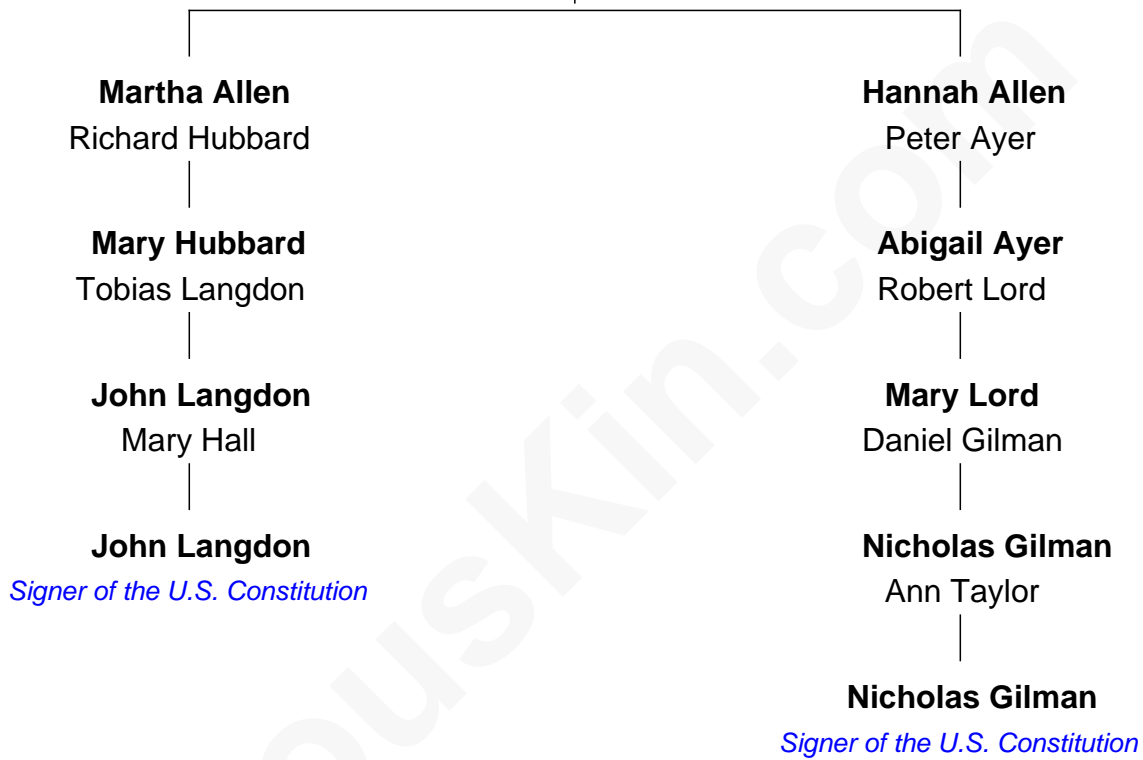 Martha Allen
Richard Hubbard
Mary Hubbard
Tobias Langdon
John Langdon
Mary Hall
John Langdon
Signer of the U.S. Constitution
Hannah Allen
Peter Ayer
Abigail Ayer
Robert Lord
Mary Lord
Daniel Gilman
Nicholas Gilman
Ann Taylor
Nicholas Gilman
Signer of the U.S. Constitution
ousKin.com